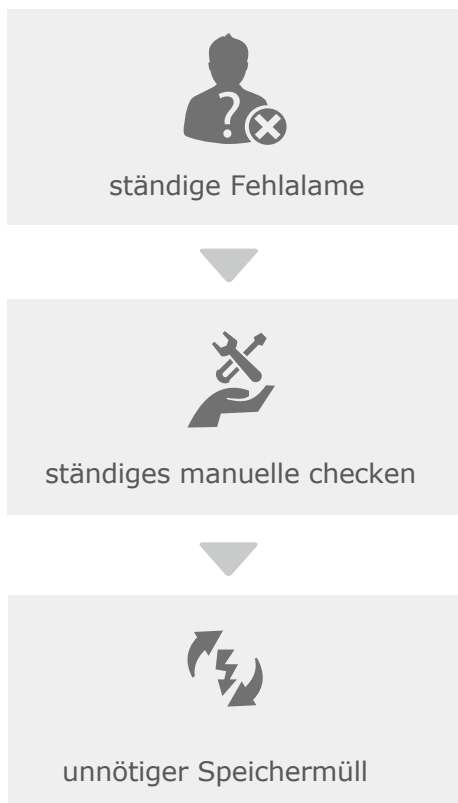 ständige Fehlalame
ständiges manuelle checken
unnötiger Speichermüll